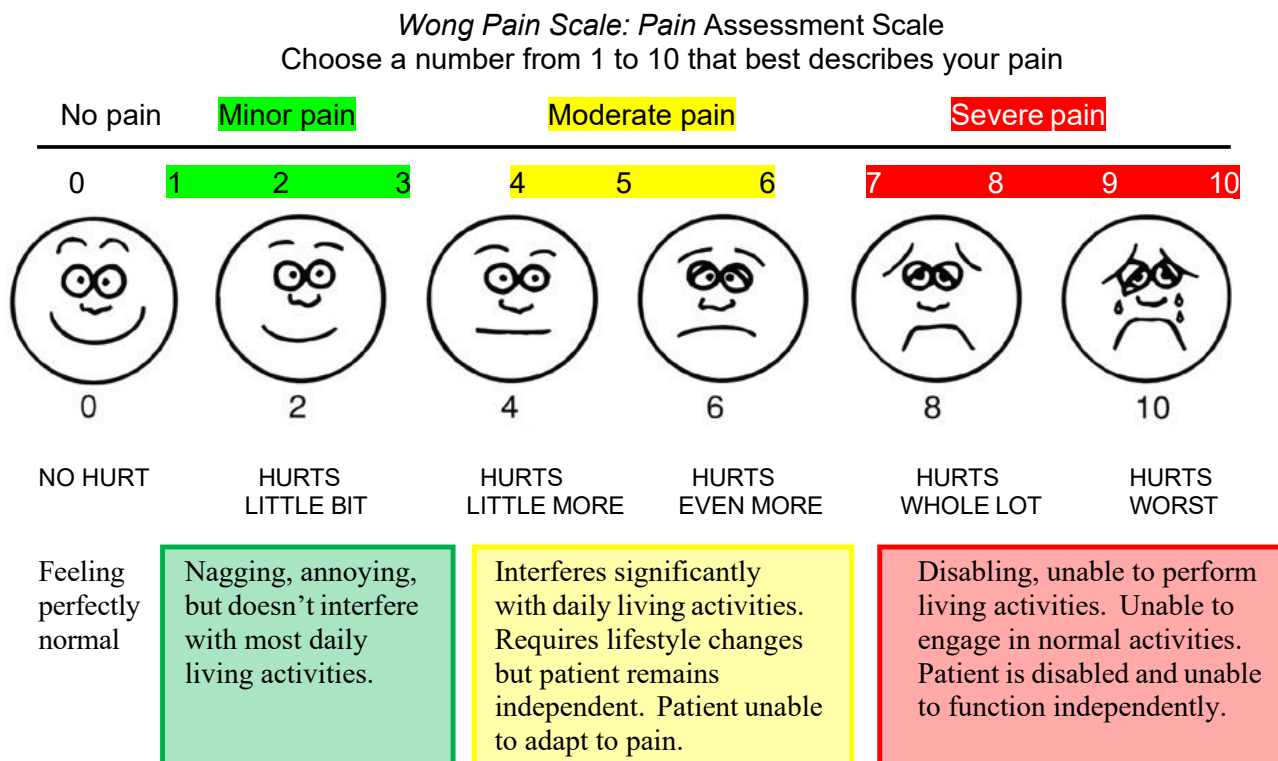 Wong Pain Scale: Pain Assessment Scale
Choose a number from 1 to 10 that best describes your pain
No pain Minor pain Moderate pain Severe pain
0 1 2 3 4 5 6 7 8 9 10
0 2 4 6 8 10
NO HURT
HURTS
LITTLE BIT
HURTS
LITTLE MORE
HURTS
EVEN MORE
HURTS
WHOLE LOT
HURTS
WORST
Feeling
perfectly
normal
Nagging, annoying,
but doesn’t interfere
with most daily
living activities.
Interferes significantly
with daily living activities.
Requires lifestyle changes
but patient remains
independent. Patient unable
to adapt to pain.
Disabling, unable to perform
living activities. Unable to
engage in normal activities.
Patient is disabled and unable
to function independently.